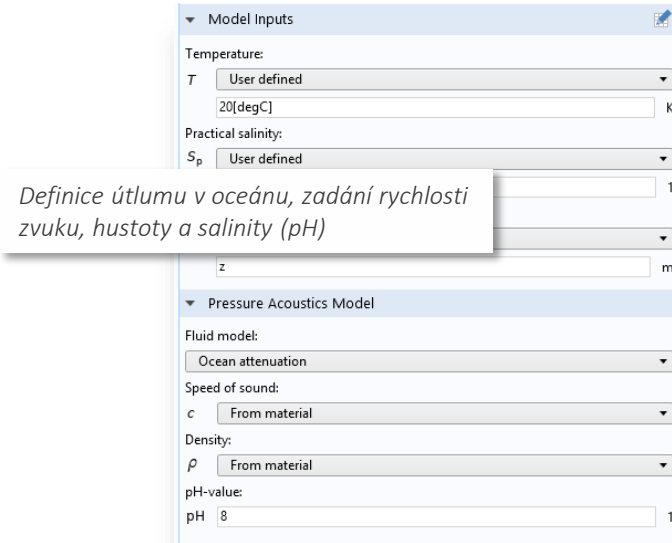 Model Inputs
Temperature:
T User defined
20[degC] K
Practical salinity:
Sp User defined
1
Definice útlumu v oceánu, zadání rychlosti
zvuku, hustoty a salinity (pH)
z m
Pressure Acoustics Model
Fluid model:
Ocean attenuation
Speed of sound:
c From material
Density:
ρ From material
pH-value:
pH 8 1